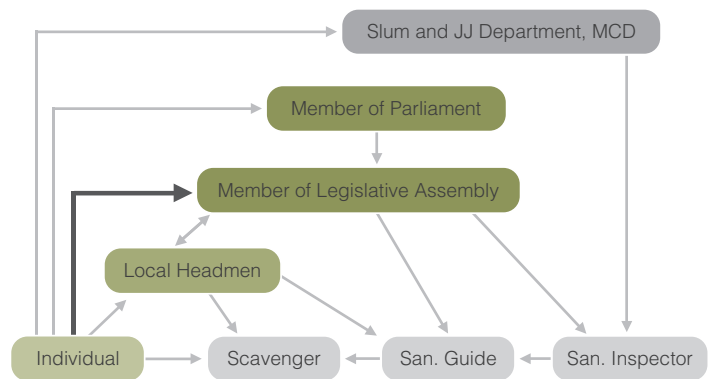 Slum and JJ Department, MCD
Member of Parliament
Member of Legislative Assembly
Local Headmen
Individual
Scavenger
San. Guide
San. Inspector